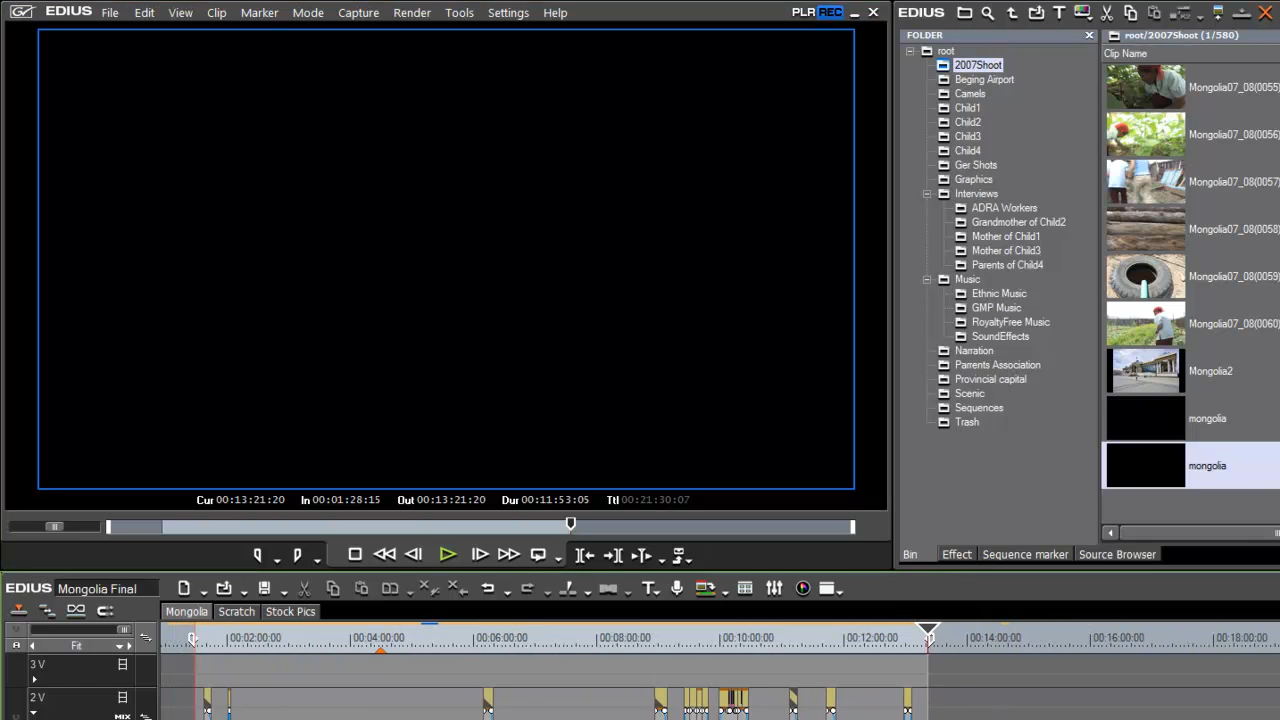 EDIUS File Edit View Clip Marker Mode Capture Render Tools Settings Help PLR REC
EDIUS
FOLDER
root/2007Shoot (1/580)
Clip Name
root
2007Shoot
Beging Airport
Camels
Child1
Child2
Child3
Child4
Ger Shots
Graphics
Interviews
ADRA Workers
Grandmother of Child2
Mother of Child1
Mother of Child3
Parents of Child4
Music
Ethnic Music
GMP Music
RoyaltyFree Music
SoundEffects
Narration
Parrents Association
Provincial capital
Scenic
Sequences
Trash
Mongolia07_08(0055)
Mongolia07_08(0056)
Mongolia07_08(0057)
Mongolia07_08(0058)
Mongolia07_08(0059)
Mongolia07_08(0060)
Mongolia2
mongolia
mongolia
Cur 00:13:21:20 In 00:01:28:15 Out 00:13:21:20 Dur 00:11:53:05 Ttl 00:21:30:07
Bin Effect Sequence marker Source Browser
EDIUS Mongolia Final
Mongola Scratch Stock Pics
Fit
00:02:00:00 00:04:00:00 00:06:00:00 00:08:00:00 00:10:00:00 00:12:00:00 00:14:00:00 00:16:00:00 00:18:00:00
3 V
2 V
MIX